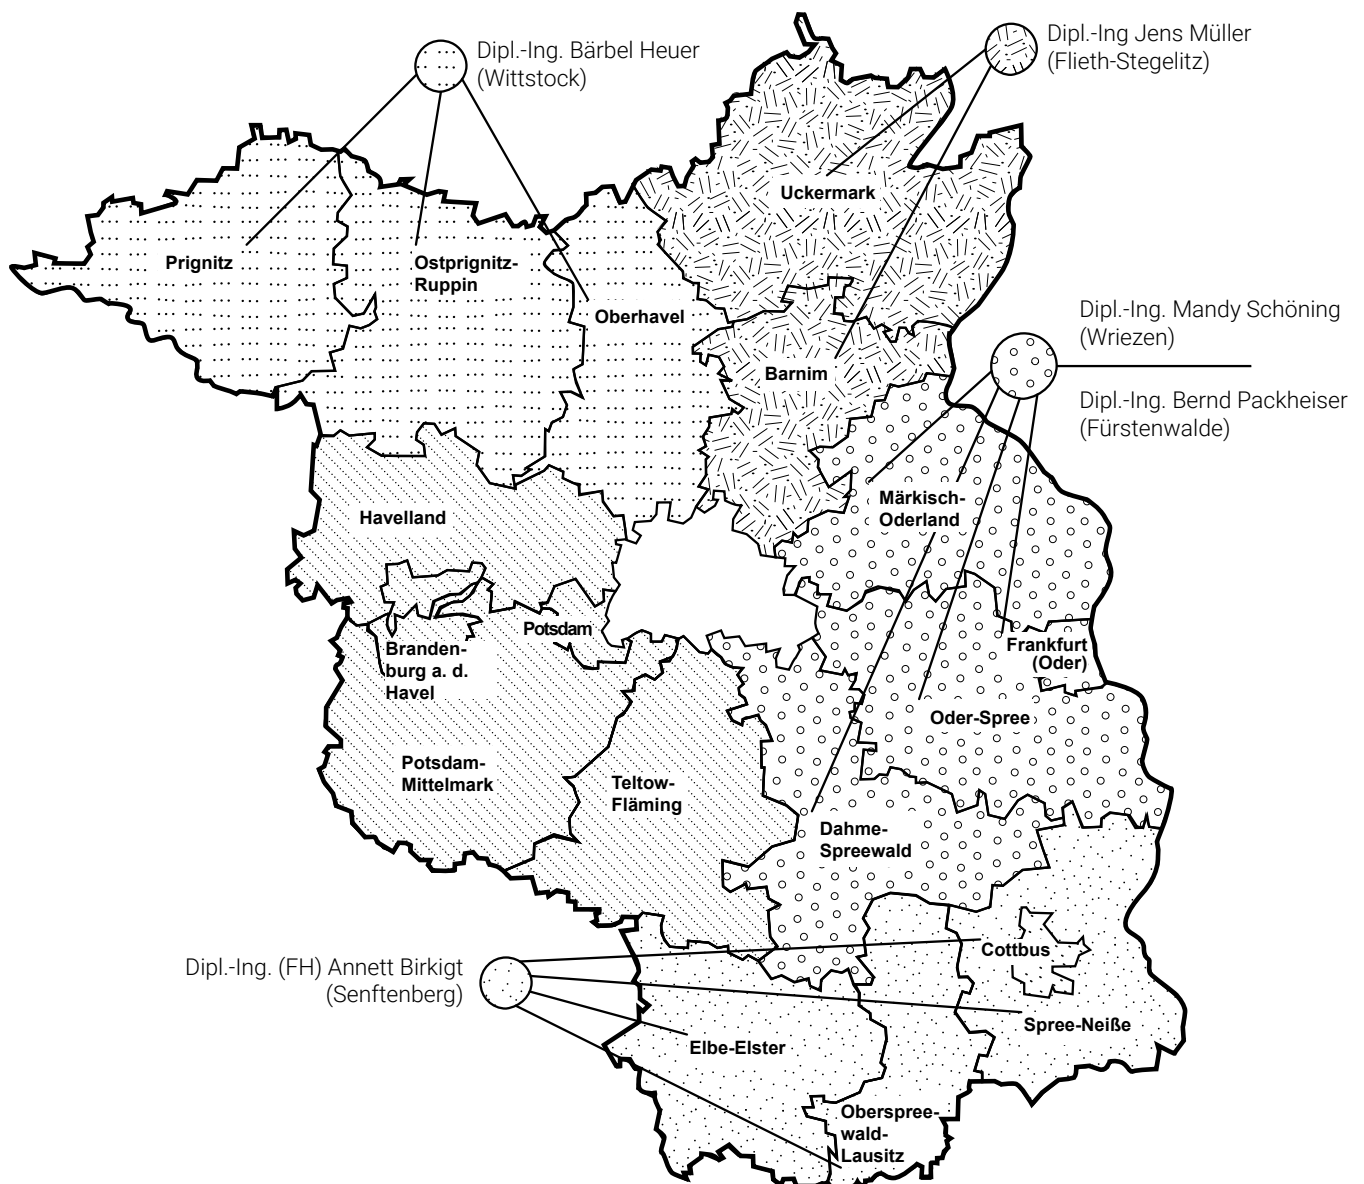 Dipl.-Ing. Bärbel Heuer
(Wittstock)
Dipl.-Ing Jens Müller
(Flieth-Stegelitz)
Uckermark
Prignitz
Ostprignitz-
Ruppin
Oberhavel
Dipl.-Ing. Mandy Schöning
(Wriezen)
Barnim
Dipl.-Ing. Bernd Packheiser
(Fürstenwalde)
Märkisch-
Oderland
Havelland
Potsdam
Branden-
burg a. d.
Havel
Frankfurt
(Oder)
Oder-Spree
Potsdam-
Mittelmark
Teltow-
Fläming
Dahme-
Spreewald
Cottbus
Dipl.-Ing. (FH) Annett Birkigt
(Senftenberg)
Spree-Neiße
Elbe-Elster
Oberspree-
wald-
Lausitz